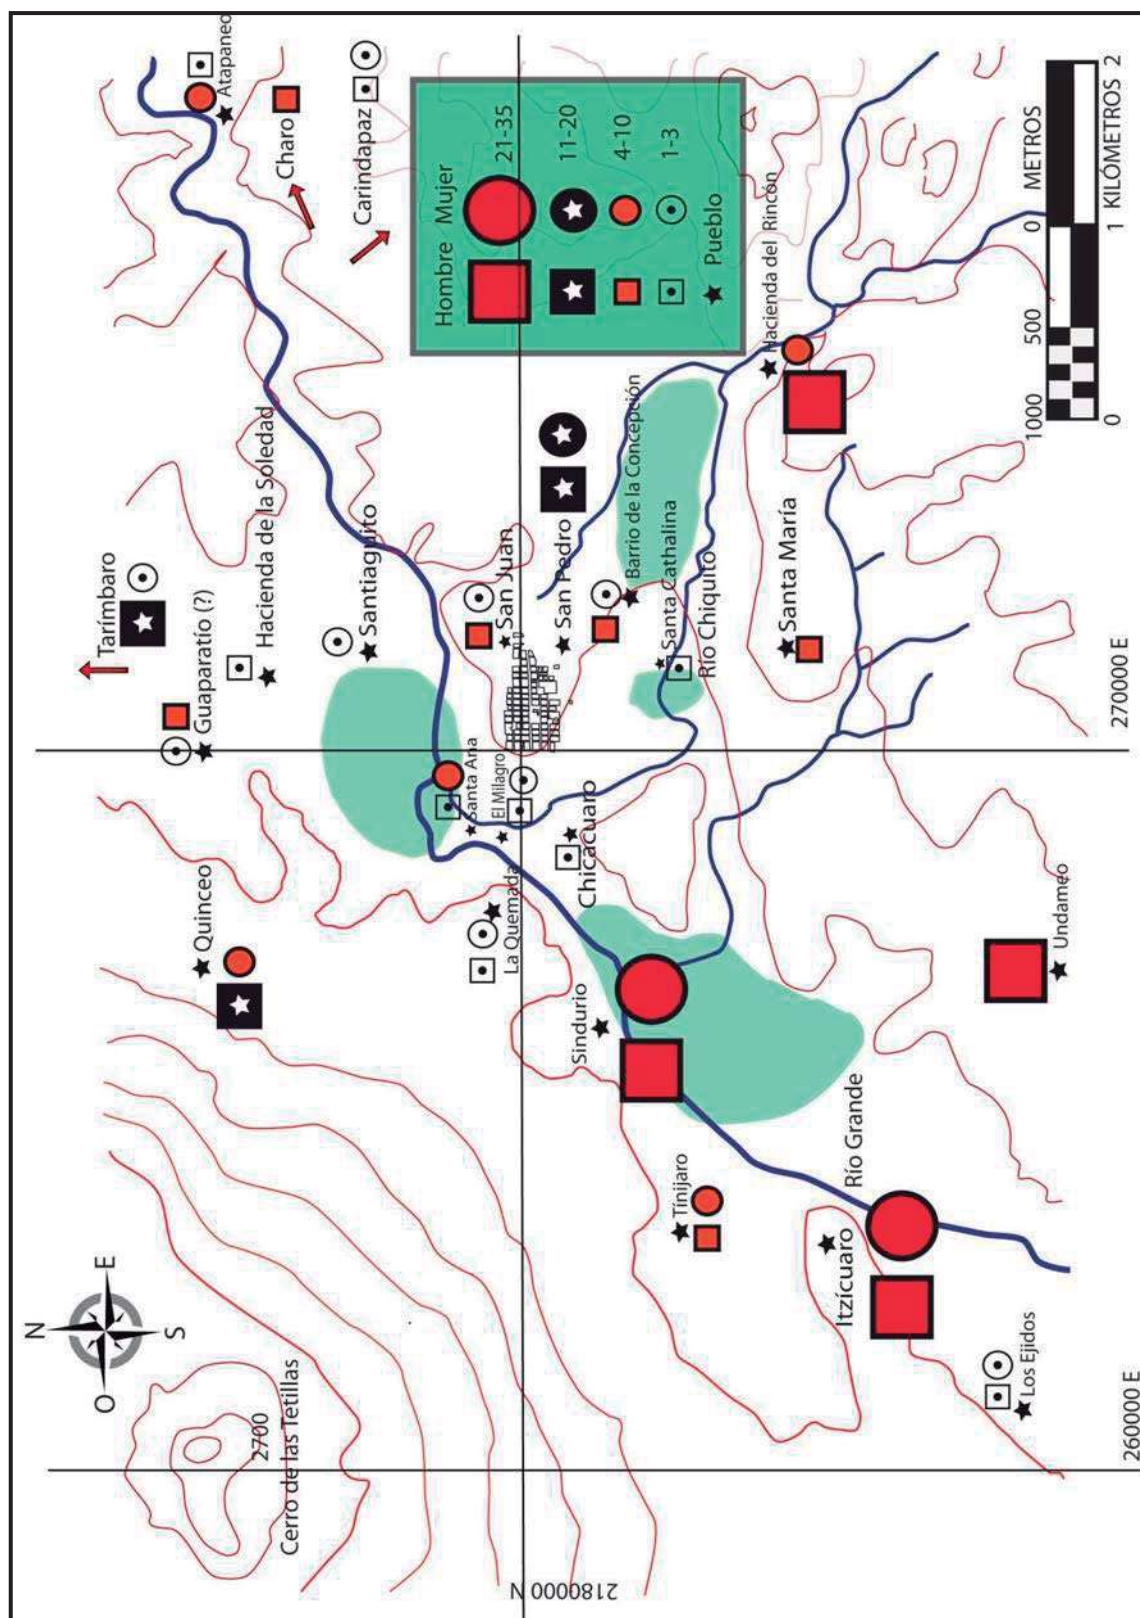 N
O
E
S
Cerro de las Tetillas
2700
Quinceo
Tarímbaro
Guaparatío (?)
Hacienda de la Soledad
Santiaguito
Atapaneo
Charo
Carindapaz
Hombre Mujer
21-35
11-20
4-10
1-3
Pueblo
San Juan
San Pedro
Barrio de la Concepción
Santa Cathalina
Río Chiquito
Santa María
Hacienda del Rincón
Santa Ana
El Milagro
La Quemada
Chicacuaro
Sindurio
Tinijaro
Río Grande
Itzícuaro
Los Ejidos
Undameo
2180000 N
260000 E
270000 E
1000 500 0 METROS
0 1 KILÓMETROS 2